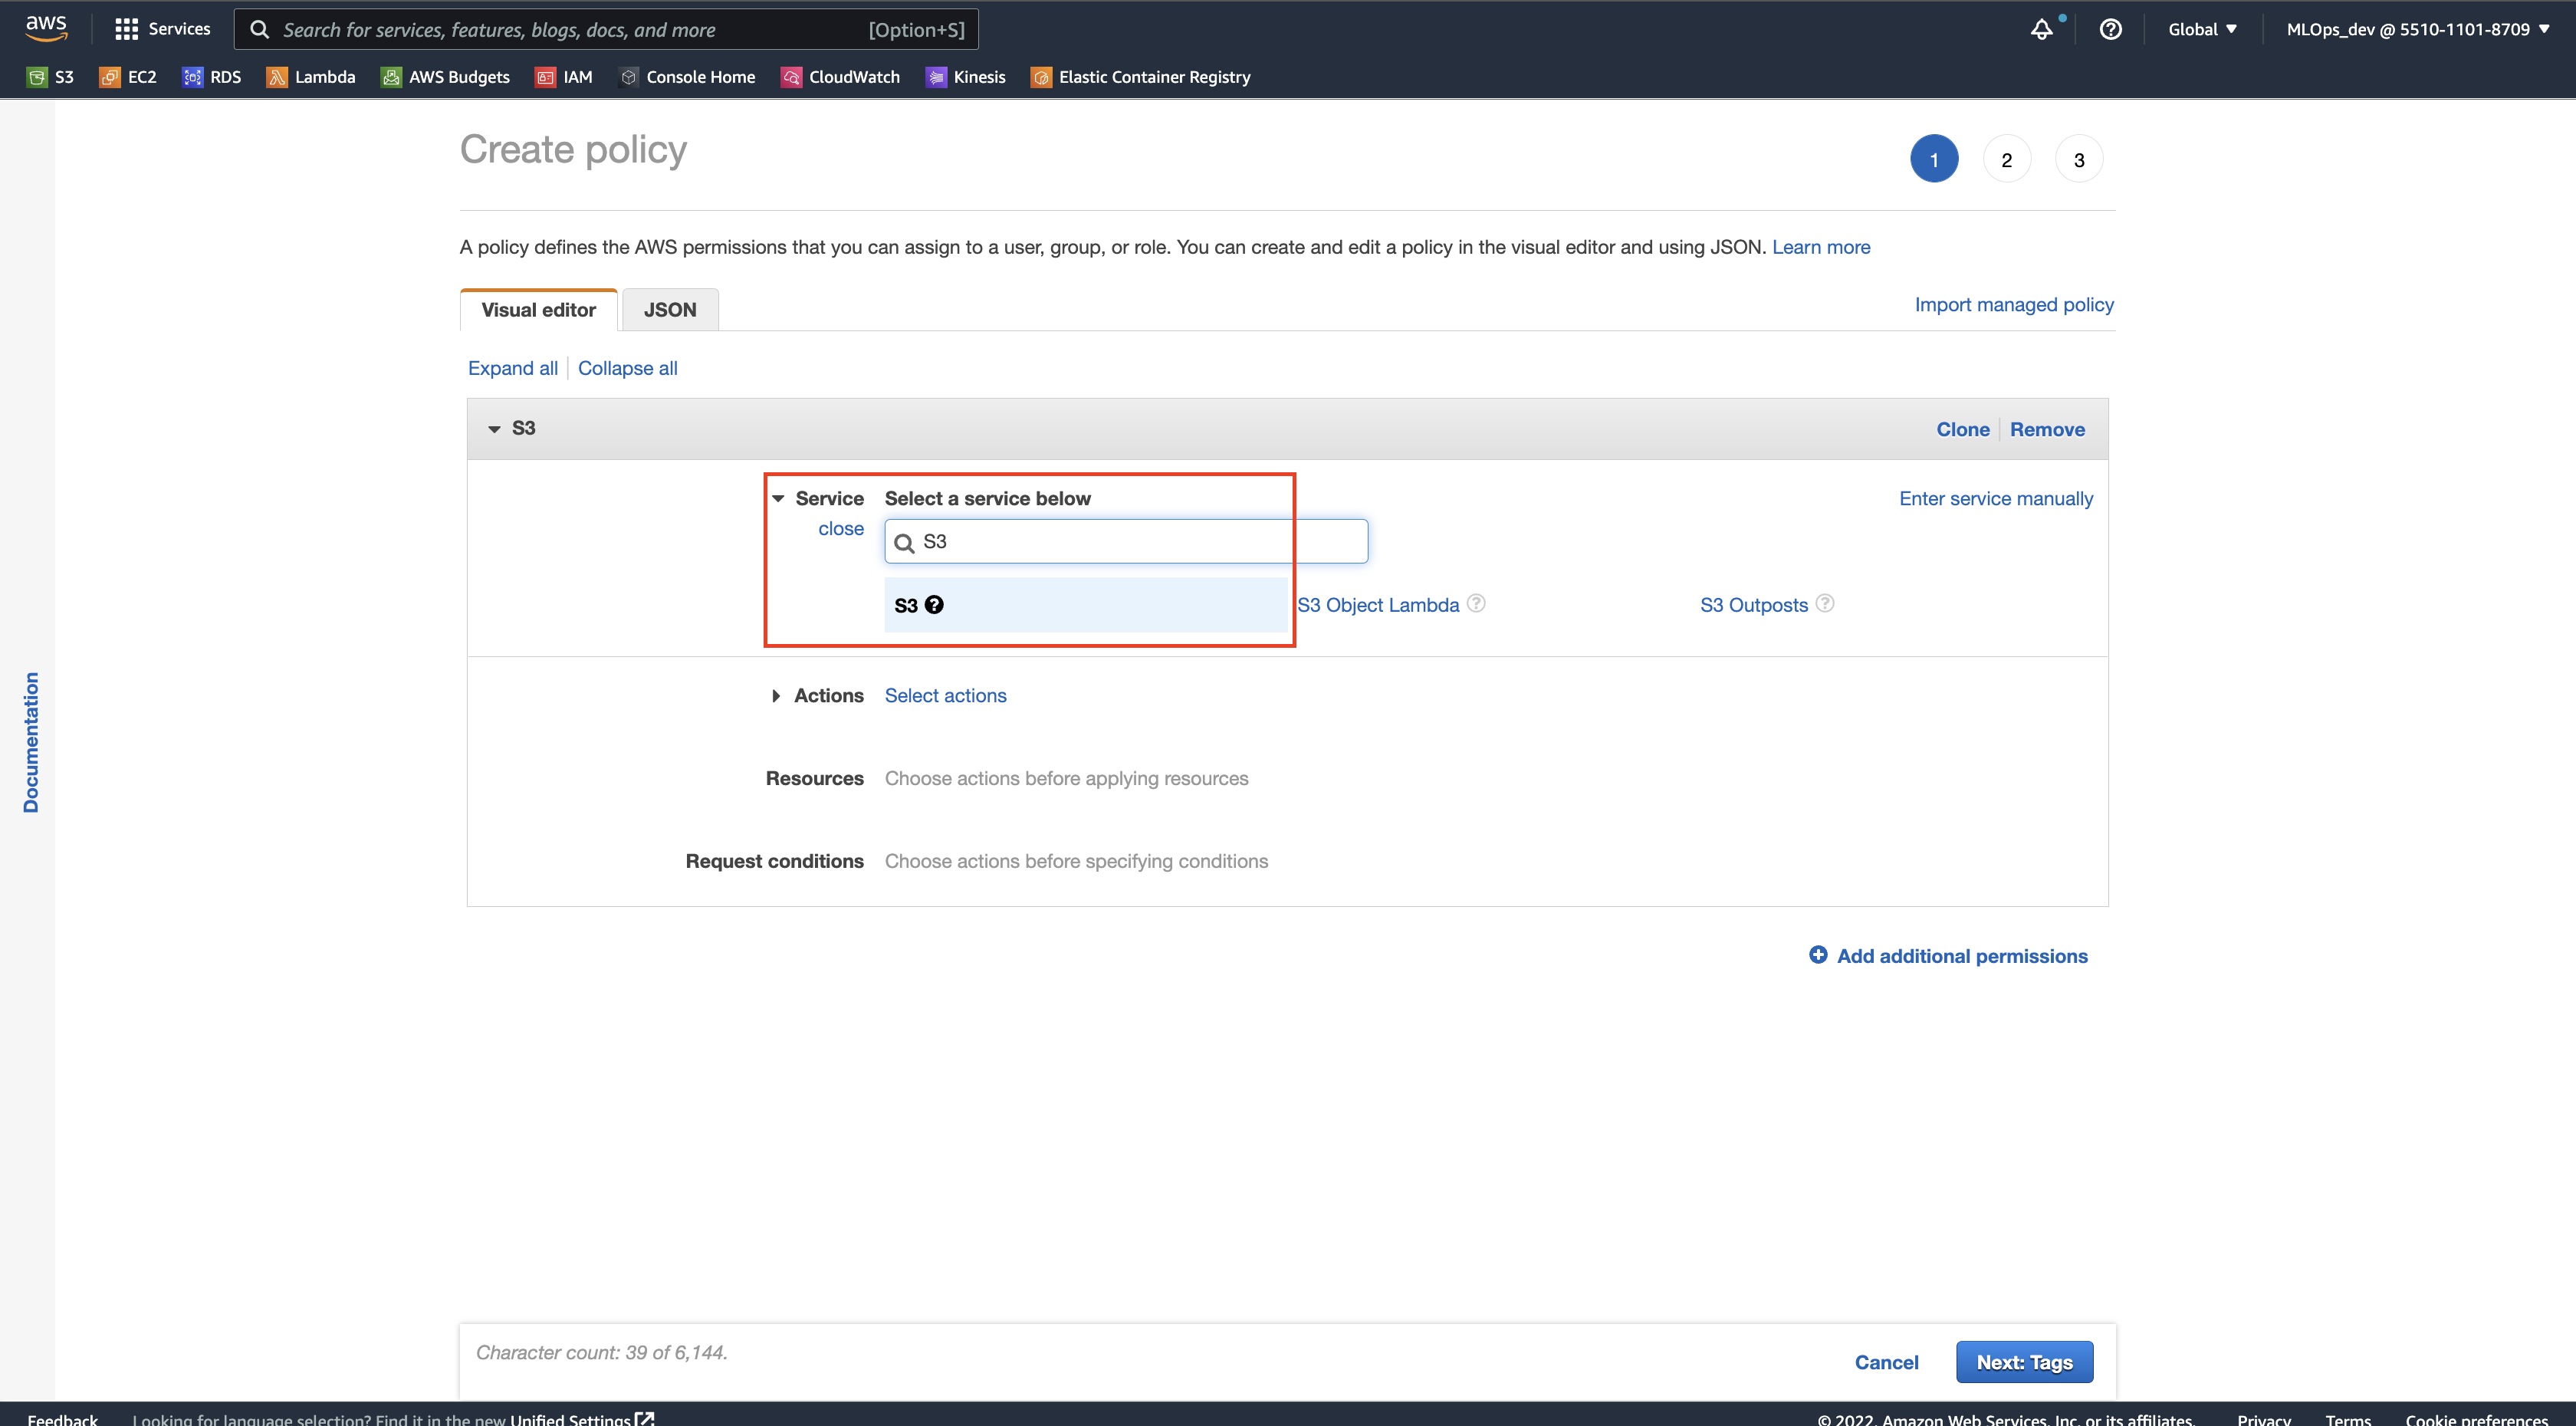 aws Services Search for services, features, blogs, docs, and more [Option+S] Global MLOps_dev @ 5510-1101-8709
S3 EC2 RDS Lambda AWS Budgets IAM Console Home CloudWatch Kinesis Elastic Container Registry
Create policy 1 2 3
A policy defines the AWS permissions that you can assign to a user, group, or role. You can create and edit a policy in the visual editor and using JSON. Learn more
Visual editor JSON Import managed policy
Expand all Collapse all
S3 Clone Remove
Service Select a service below Enter service manually
close S3
S3 S3 Object Lambda S3 Outposts
Actions Select actions
Documentation
Resources Choose actions before applying resources
Request conditions Choose actions before specifying conditions
Add additional permissions
Character count: 39 of 6,144.
Cancel Next: Tags
Feedback Looking for language selection? Find it in the new Unified Settings © 2022, Amazon Web Services, Inc. or its affiliates. Privacy Terms Cookie preferences